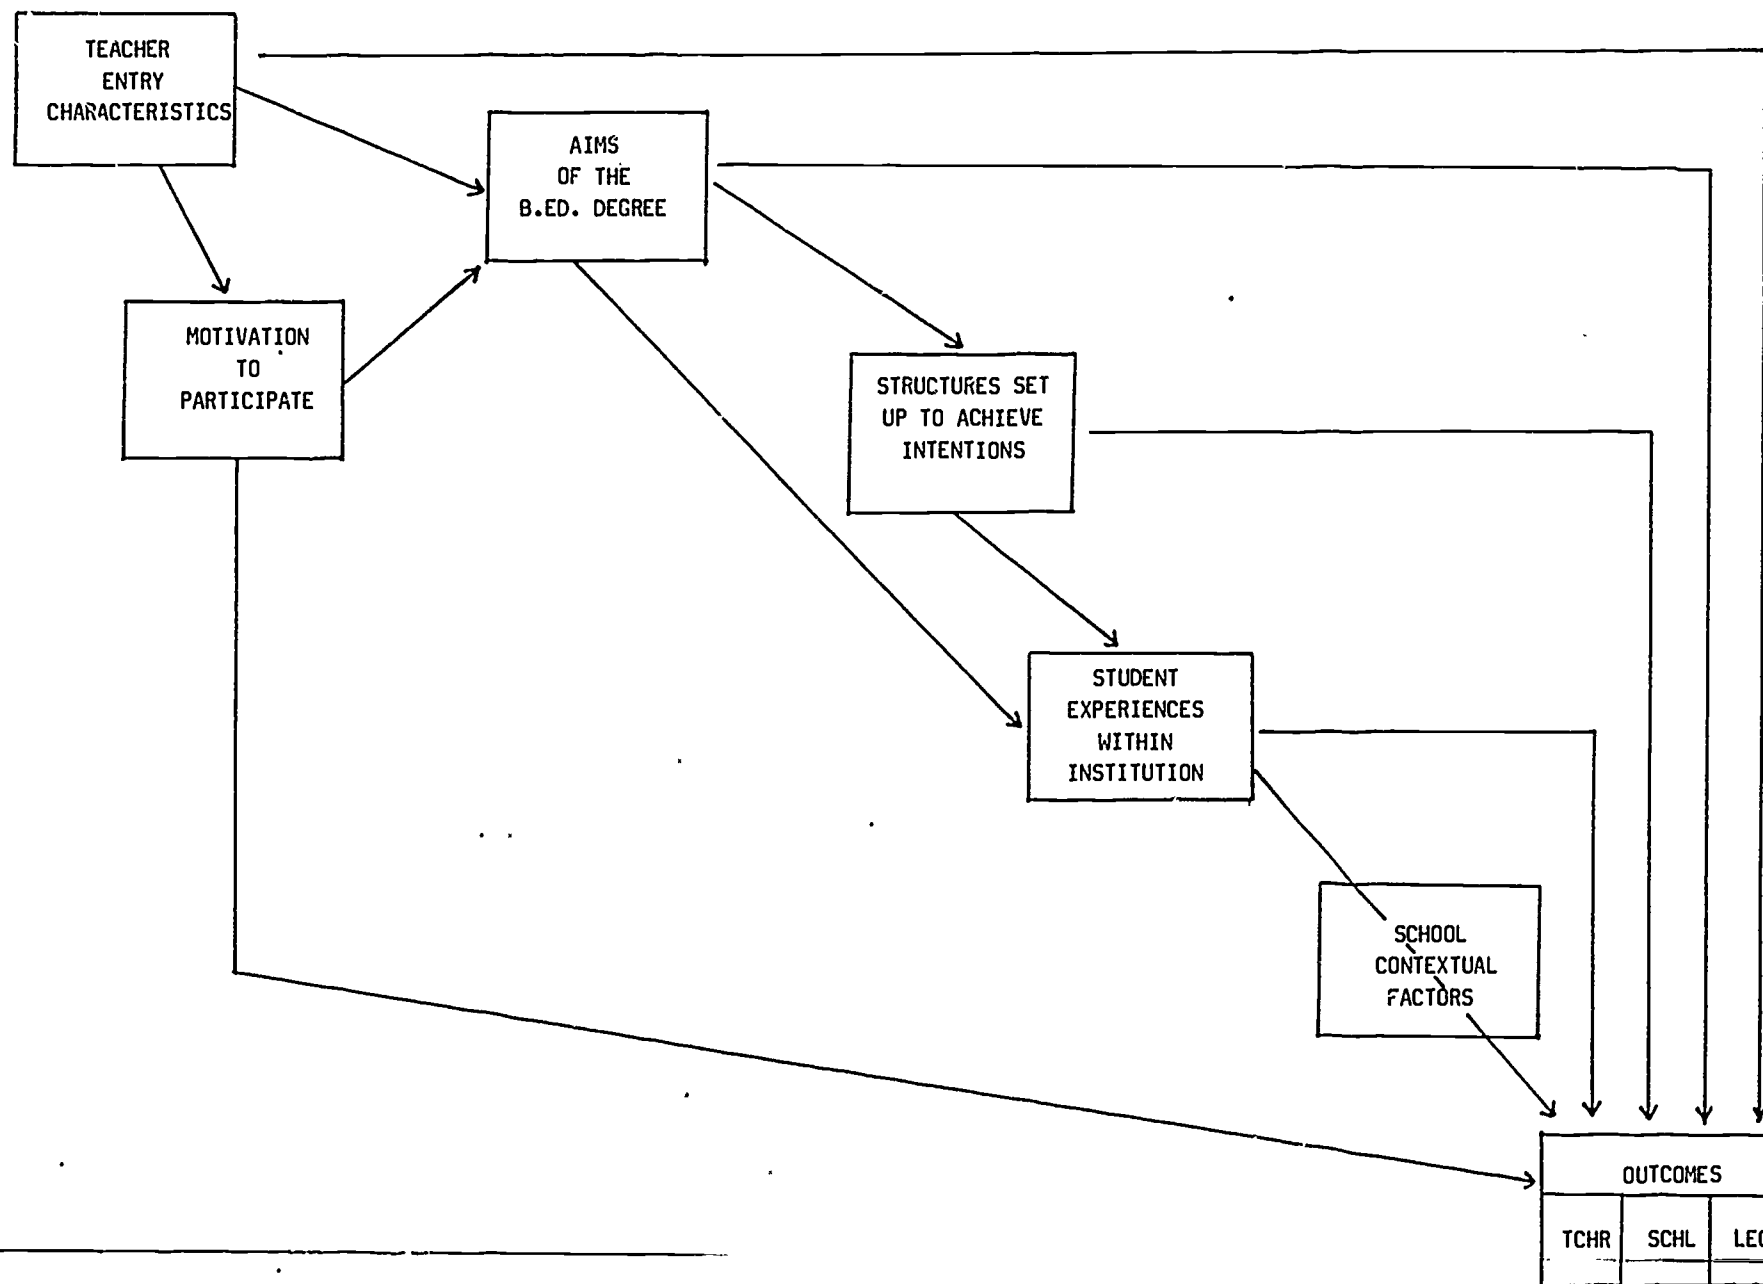 TEACHER
ENTRY
CHARACTERISTICS
AIMS
OF THE
B.ED. DEGREE
MOTIVATION
TO
PARTICIPATE
STRUCTURES SET
UP TO ACHIEVE
INTENTIONS
STUDENT
EXPERIENCES
WITHIN
INSTITUTION
SCHOOL
CONTEXTUAL
FACTORS
OUTCOMES
TCHR SCHL